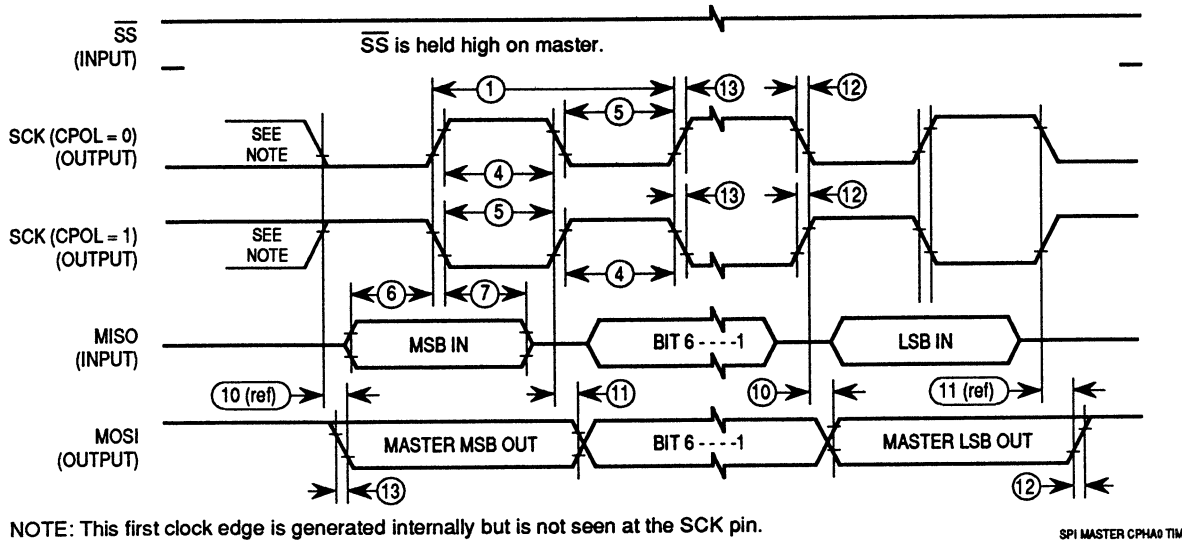 SS
(INPUT)
SS is held high on master.
1
13
12
5
SCK (CPOL = 0)
(OUTPUT)
SEE
NOTE
4
13
12
5
SCK (CPOL = 1)
(OUTPUT)
SEE
NOTE
4
6
7
MISO
(INPUT)
MSB IN
BIT 6 - - - - 1
LSB IN
10 (ref)
11
10
11 (ref)
MOSI
(OUTPUT)
MASTER MSB OUT
BIT 6 - - - - 1
MASTER LSB OUT
13
12
NOTE: This first clock edge is generated internally but is not seen at the SCK pin.
SPI MASTER CPHA0 TIM